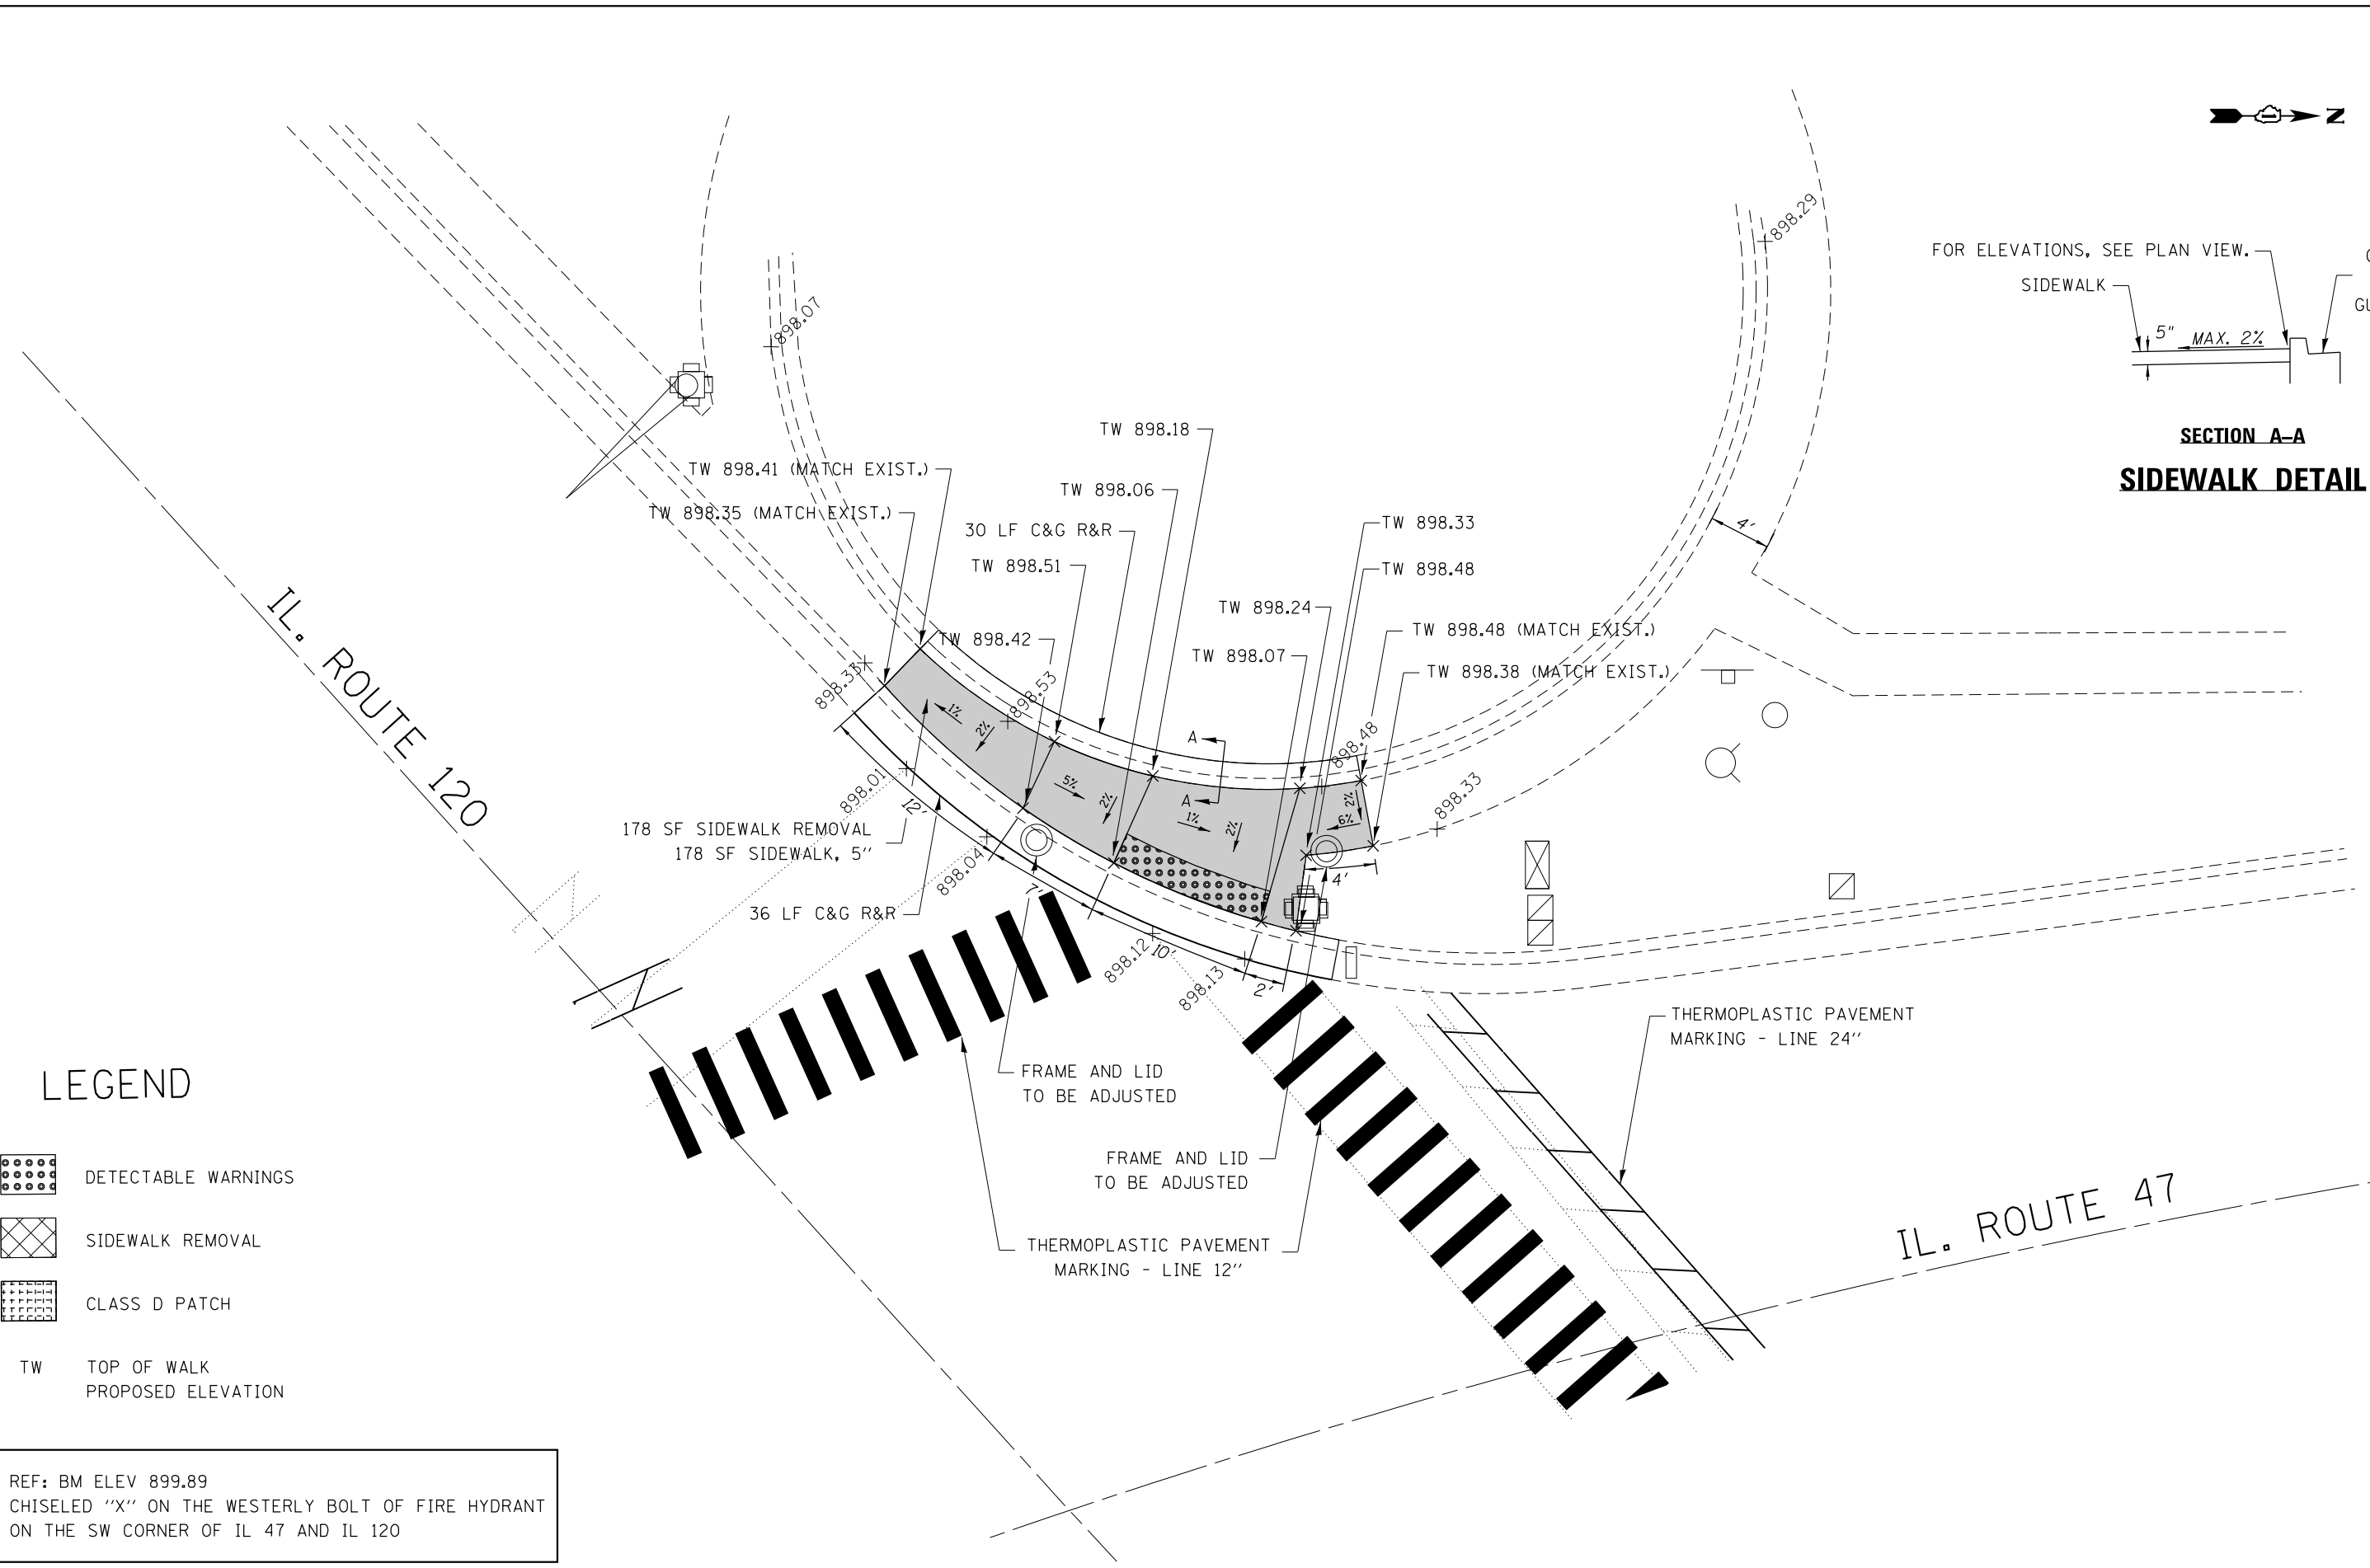 N
898.29
FOR ELEVATIONS, SEE PLAN VIEW.
SIDEWALK
5" MAX. 2%
SECTION A-A
SIDEWALK DETAIL
898.07
TW 898.18
TW 898.41 (MATCH EXIST.)
TW 898.06
TW 898.35 (MATCH EXIST.)
30 LF C&G R&R
TW 898.51
TW 898.33
TW 898.48
4'
TW 898.24
TW 898.48 (MATCH EXIST.)
TW 898.42
TW 898.07
TW 898.38 (MATCH EXIST.)
IL. ROUTE 120
898.33
898.53
1%
2%
A
898.48
5%
2%
A
1%
2%
2%
6%
898.33
898.01
12'
178 SF SIDEWALK REMOVAL
178 SF SIDEWALK, 5''
898.04
7'
4'
36 LF C&G R&R
898.12
10'
898.13
2'
THERMOPLASTIC PAVEMENT
MARKING - LINE 24''
FRAME AND LID
TO BE ADJUSTED
FRAME AND LID
TO BE ADJUSTED
THERMOPLASTIC PAVEMENT
MARKING - LINE 12''
IL. ROUTE 47
LEGEND
DETECTABLE WARNINGS
SIDEWALK REMOVAL
CLASS D PATCH
TW TOP OF WALK
PROPOSED ELEVATION
REF: BM ELEV 899.89
CHISELED ''X'' ON THE WESTERLY BOLT OF FIRE HYDRANT
ON THE SW CORNER OF IL 47 AND IL 120